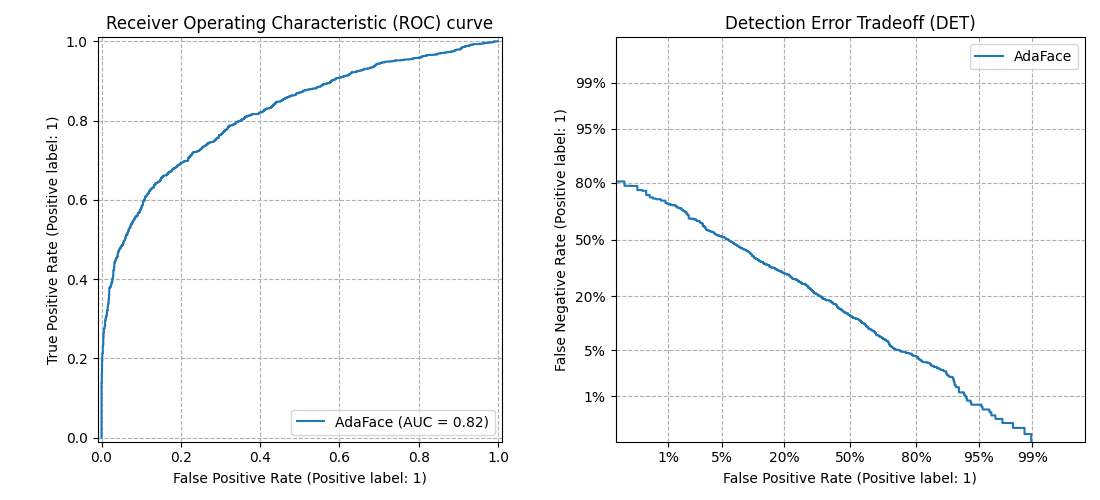 Receiver Operating Characteristic (ROC) curve
1.0
0.8
0.6
0.4
0.2
0.0
True Positive Rate (Positive label: 1)
AdaFace (AUC = 0.82)
0.0 0.2 0.4 0.6 0.8 1.0
False Positive Rate (Positive label: 1)
Detection Error Tradeoff (DET)
AdaFace
99%
95%
80%
50%
20%
5%
1%
False Negative Rate (Positive label: 1)
1% 5% 20% 50% 80% 95% 99%
False Positive Rate (Positive label: 1)